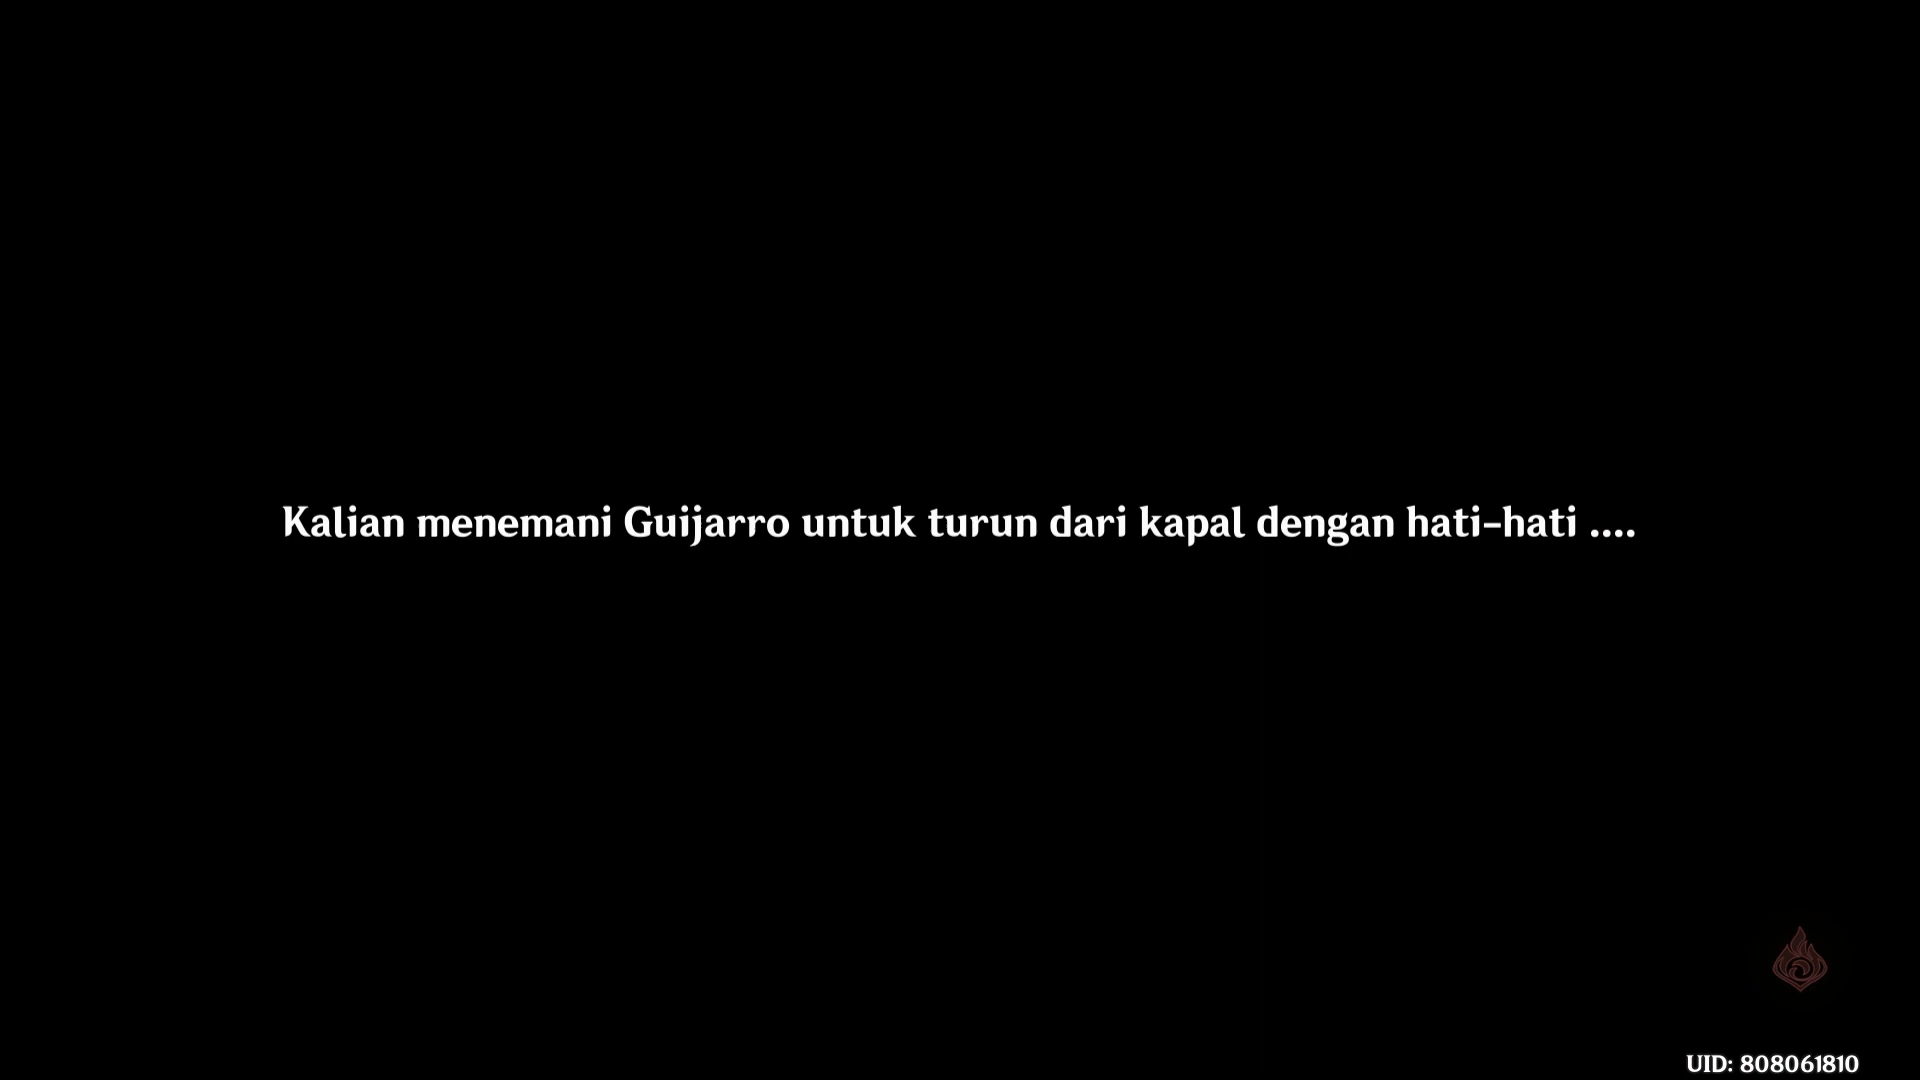 Kalian menemani Guijarro untuk turun dari kapal dengan hati-hati ....
UID: 808061810